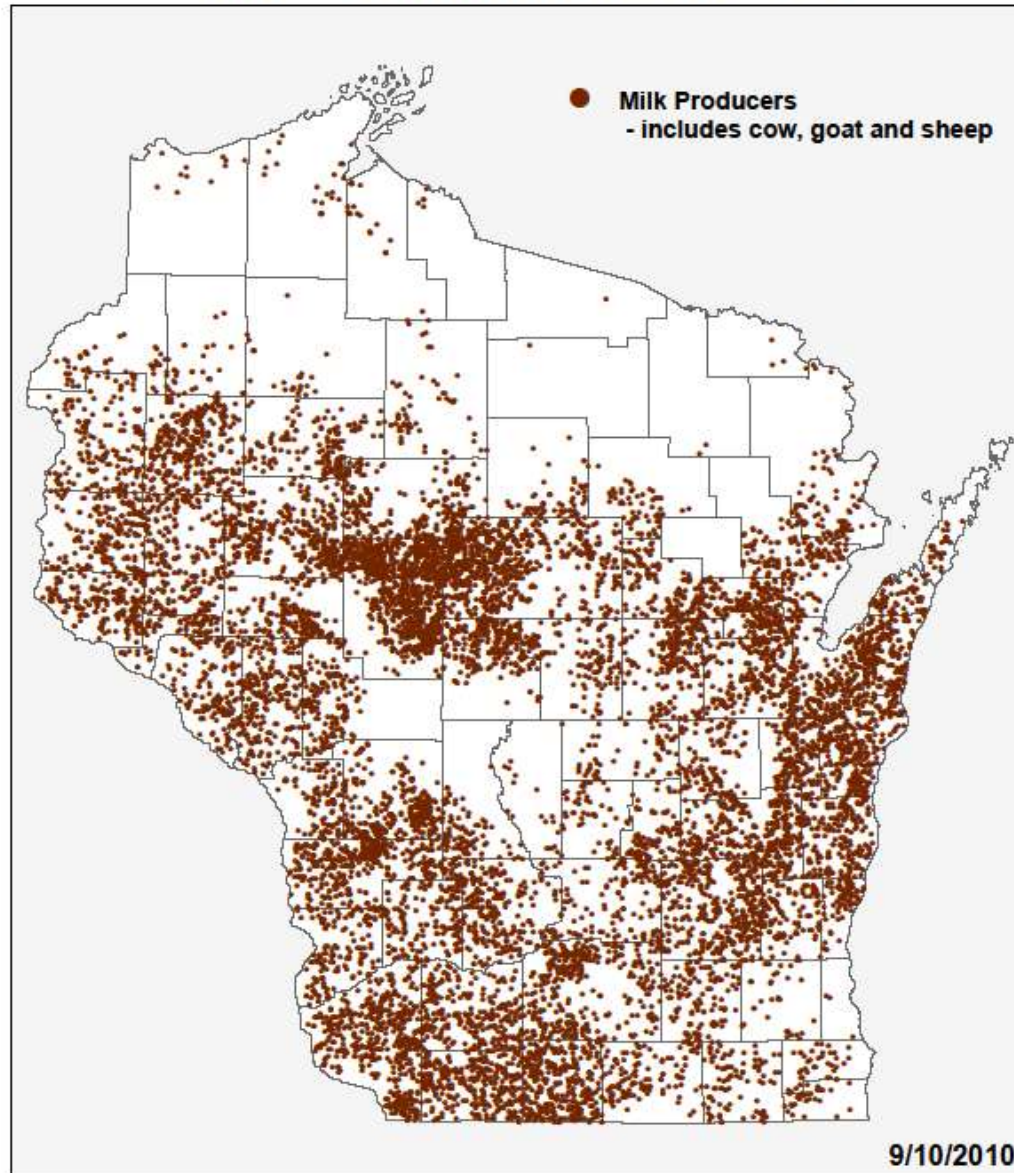 Milk Producers
- includes cow, goat and sheep
9/10/2010